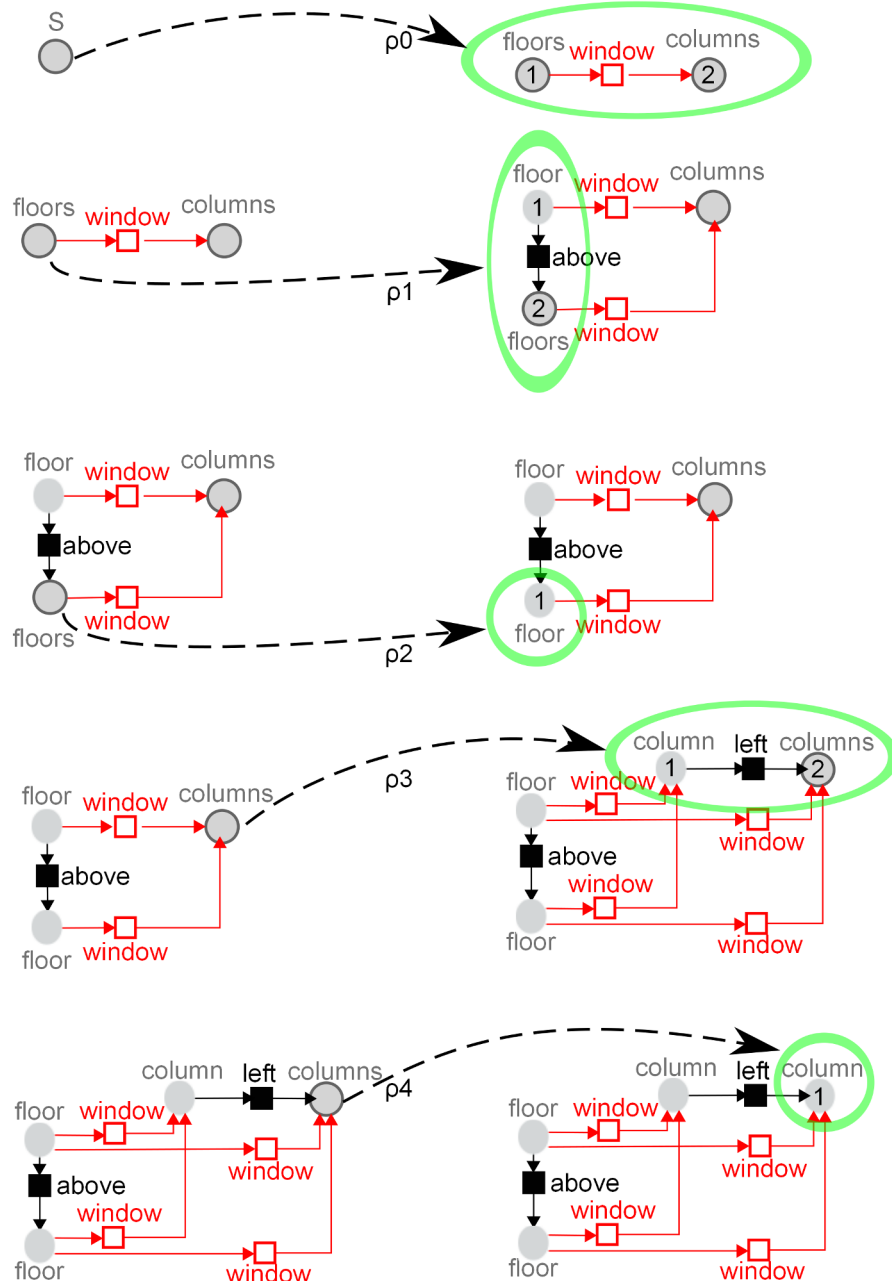 S
ρ0
floors window columns
1 2
floors window columns
ρ1
floor window columns
1
above
2
floors window
floor window columns
above
floors window
ρ2
floor window columns
above
1
floor window
floor window columns
above
floor window
ρ3
column left columns
1 2
floor window
window
above
window
floor window
column left columns
floor window
window
above
window
floor window
ρ4
column left column
1
floor window
window
above
window
floor window